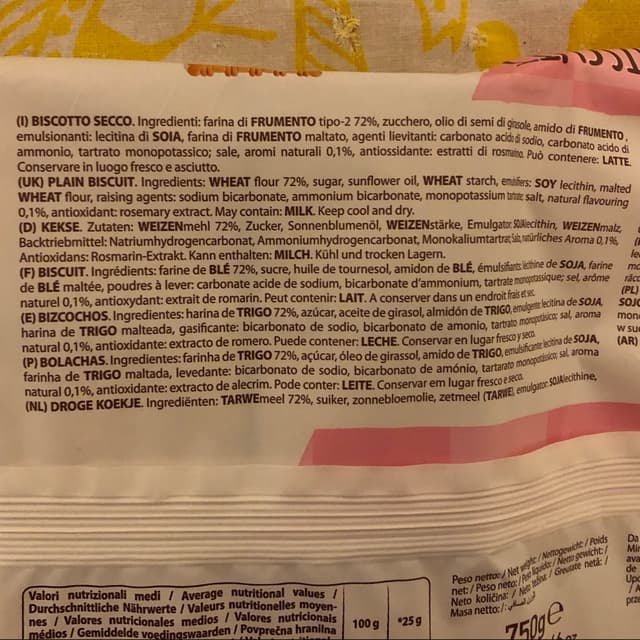 (I) BISCOTTO SECCO. Ingredienti: farina di FRUMENTO tipo-2 72%, zucchero, olio di semi di girasole, amido di FRUMENTO,
emulsionanti: lecitina di SOIA, farina di FRUMENTO maltato, agenti lievitanti: carbonato acido di sodio, carbonato acido di
ammonio, tartrato monopotassico; sale, aromi naturali 0,1%, antiossidante: estratti di rosmarino. Può contenere: LATTE.
Conservare in luogo fresco e asciutto.
(UK) PLAIN BISCUIT. Ingredients: WHEAT flour 72%, sugar, sunflower oil, WHEAT starch, emulsifiers: SOY lecithin, malted
WHEAT flour, raising agents: sodium bicarbonate, ammonium bicarbonate, monopotassium tartrate; salt, natural flavouring
0,1%, antioxidant: rosemary extract. May contain: MILK. Keep cool and dry.
(D) KEKSE. Zutaten: WEIZENmehl 72%, Zucker, Sonnenblumenöl, WEIZENstärke, Emulgator: SOJAlecithin, WEIZENmalz,
Backtriebmittel: Natriumhydrogencarbonat, Ammoniumhydrogencarbonat, Monokaliumtartrat; Salz, natürliches Aroma 0,1%,
Antioxidans: Rosmarin-Extrakt. Kann enthalten: MILCH. Kühl und trocken Lagern.
(F) BISCUIT. Ingrédients: farine de BLÉ 72%, sucre, huile de tournesol, amidon de BLÉ, émulsifiants: lécithine de SOJA, farine
de BLÉ maltée, poudres à lever: carbonate acide de sodium, bicarbonate d'ammonium, tartrate monopotassique; sel, arôme
naturel 0,1%, antioxydant: extrait de romarin. Peut contenir: LAIT. A conserver dans un endroit frais et sec.
(E) BIZCOCHOS. Ingredientes: harina de TRIGO 72%, azúcar, aceite de girasol, almidón de TRIGO, emulgente: lecitina de SOJA,
harina de TRIGO malteada, gasificante: bicarbonato de sodio, bicarbonato de amonio, tartrato monopotásico; sal, aroma
natural 0,1%, antioxidante: extracto de romero. Puede contener: LECHE. Conservar en lugar fresco y seco.
(P) BOLACHAS. Ingredientes: farinha de TRIGO 72%, açúcar, óleo de girassol, amido de TRIGO, emulsificante: lecitina de SOJA,
farinha de TRIGO maltada, levedante: bicarbonato de sodio, bicarbonato de amónio, tartarato monopotássico; sal, aroma
natural 0,1%, antioxidante: extracto de alecrim. Pode conter: LEITE. Conservar em lugar fresco e seco.
(NL) DROGE KOEKJE. Ingrediënten: TARWEmeel 72%, suiker, zonnebloemolie, zetmeel (TARWE), emulgator: SOJAlecithine,
(PL)
SOJO
w su
(AR)
Valori nutrizionali medi / Average nutritional values /
Durchschnittliche Nährwerte / Valeurs nutritionelles moyen-
nes / Valores nutricionales medios / Valores nutricionais
médios / Gemiddelde voedingswaarden / Povprečna hranilna
100 g
*25 g
Peso netto: / Net weight: / Nettogewicht: / Poids
net: / Peso neto: / Peso líquido: / Netto gewicht: /
Neto količina: / Neto težina: / Greutate netă: /
Masa netto: /
750g e